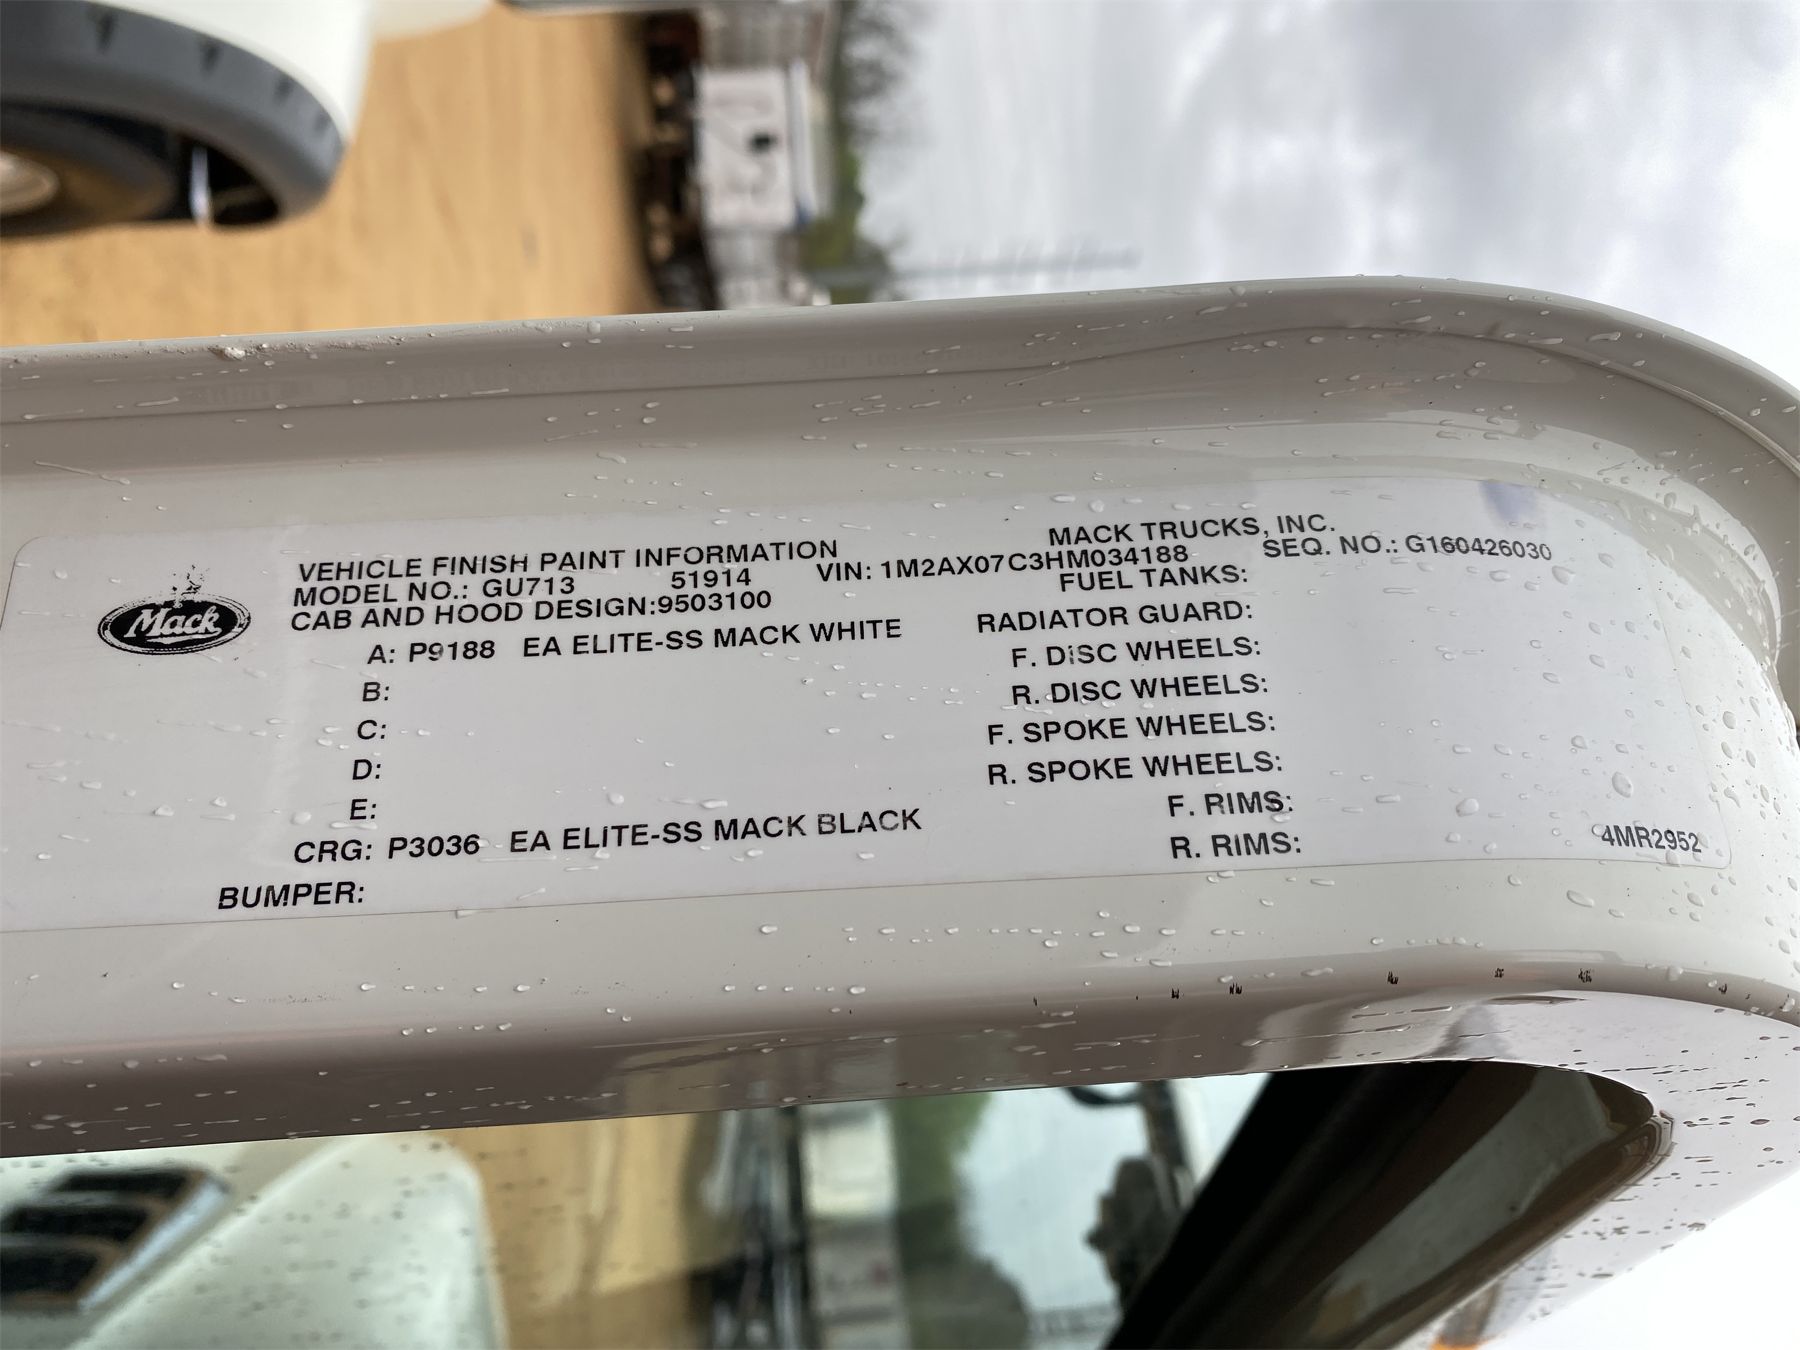 Mack
VEHICLE FINISH PAINT INFORMATION MACK TRUCKS, INC.
MODEL NO.: GU713 51914 VIN: 1M2AX07C3HM034188 SEQ. NO.: G160426030
CAB AND HOOD DESIGN:9503100 FUEL TANKS:
A: P9188 EA ELITE-SS MACK WHITE RADIATOR GUARD:
B: F. DISC WHEELS:
C: R. DISC WHEELS:
D: F. SPOKE WHEELS:
E: R. SPOKE WHEELS:
CRG: P3036 EA ELITE-SS MACK BLACK F. RIMS:
BUMPER: R. RIMS: 4MR2952